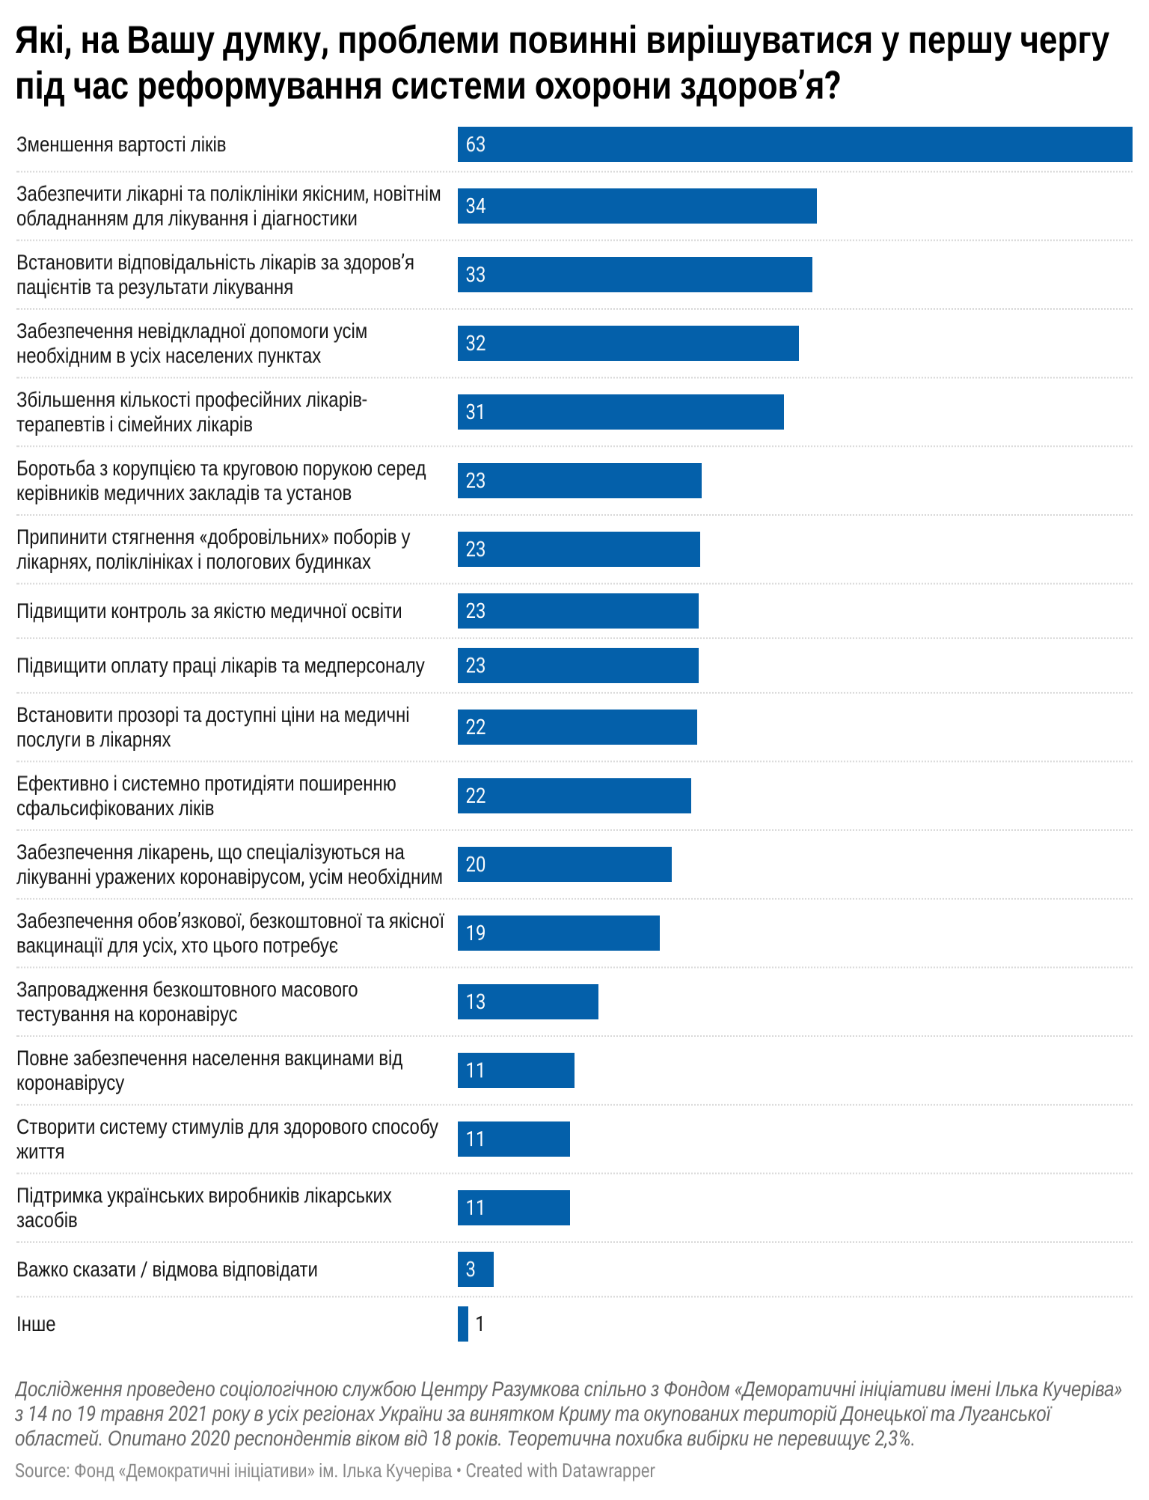 Які, на Вашу думку, проблеми повинні вирішуватися у першу чергу
під час реформування системи охорони здоров’я?
Зменшення вартості ліків
63
Забезпечити лікарні та поліклініки якісним, новітнім
обладнанням для лікування і діагностики
34
Встановити відповідальність лікарів за здоров’я
пацієнтів та результати лікування
33
Забезпечення невідкладної допомоги усім
необхідним в усіх населених пунктах
32
Збільшення кількості професійних лікарів-
терапевтів і сімейних лікарів
31
Боротьба з корупцією та круговою порукою серед
керівників медичних закладів та установ
23
Припинити стягнення «добровільних» поборів у
лікарнях, поліклініках і пологових будинках
23
Підвищити контроль за якістю медичної освіти
23
Підвищити оплату праці лікарів та медперсоналу
23
Встановити прозорі та доступні ціни на медичні
послуги в лікарнях
22
Ефективно і системно протидіяти поширенню
сфальсифікованих ліків
22
Забезпечення лікарень, що спеціалізуються на
лікуванні уражених коронавірусом, усім необхідним
20
Забезпечення обов’язкової, безкоштовної та якісної
вакцинації для усіх, хто цього потребує
19
Запровадження безкоштовного масового
тестування на коронавірус
13
Повне забезпечення населення вакцинами від
коронавірусу
11
Створити систему стимулів для здорового способу
життя
11
Підтримка українських виробників лікарських
засобів
11
Важко сказати / відмова відповідати
3
Інше
1
Дослідження проведено соціологічною службою Центру Разумкова спільно з Фондом «Деморатичні ініціативи імені Ілька Кучеріва»
з 14 по 19 травня 2021 року в усіх регіонах України за винятком Криму та окупованих територій Донецької та Луганської
областей. Опитано 2020 респондентів віком від 18 років. Теоретична похибка вибірки не перевищує 2,3%.
Source: Фонд «Демократичні ініціативи» ім. Ілька Кучеріва • Created with Datawrapper